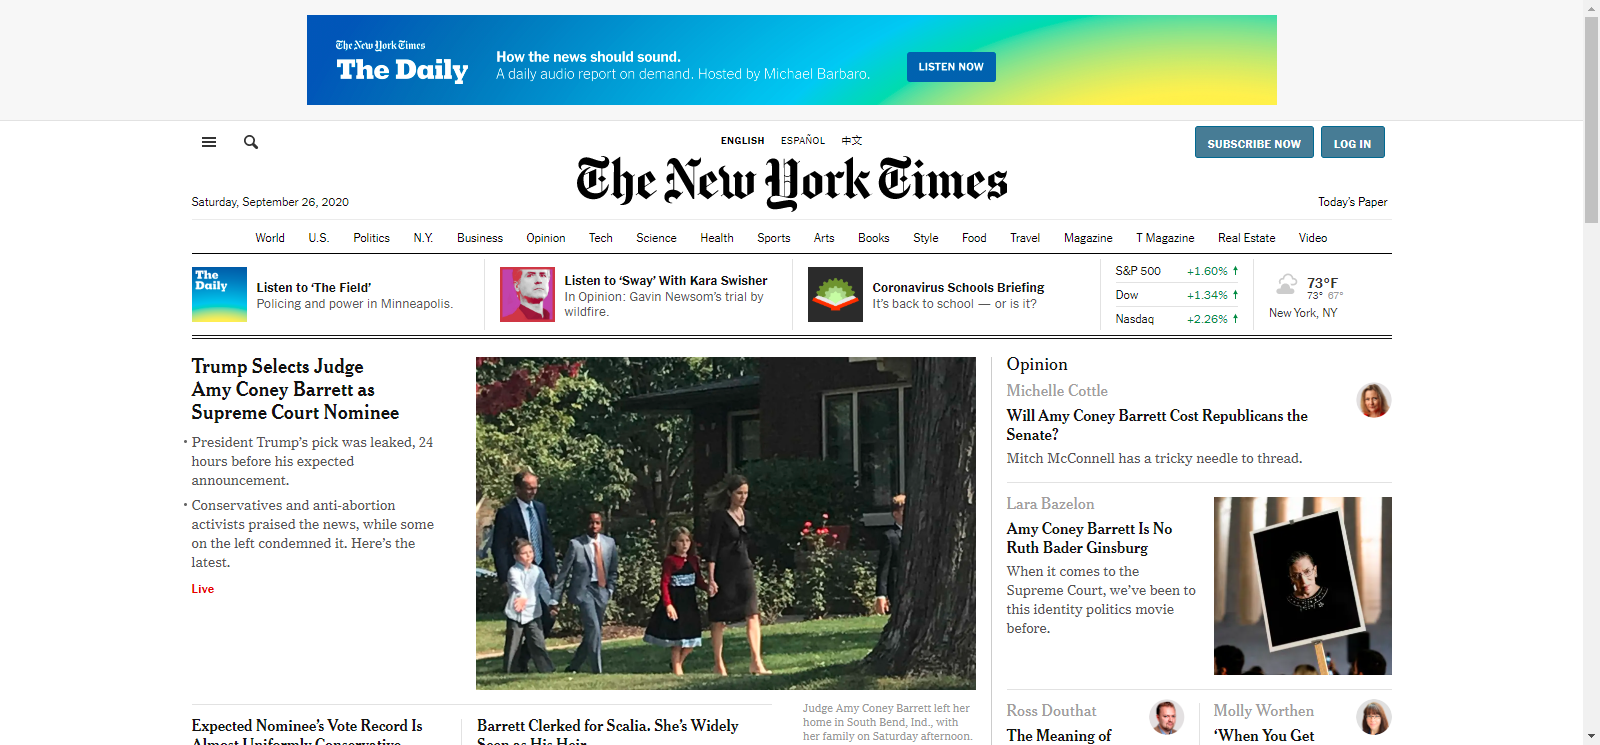 The New York Times
The Daily
How the news should sound.
A daily audio report on demand. Hosted by Michael Barbaro.
LISTEN NOW
ENGLISH ESPAÑOL 中文
SUBSCRIBE NOW LOG IN
The New York Times
Saturday, September 26, 2020
Today's Paper
World U.S. Politics N.Y. Business Opinion Tech Science Health Sports Arts Books Style Food Travel Magazine T Magazine Real Estate Video
The
Daily
Listen to ‘The Field’
Policing and power in Minneapolis.
Listen to ‘Sway’ With Kara Swisher
In Opinion: Gavin Newsom’s trial by
wildfire.
Coronavirus Schools Briefing
It’s back to school — or is it?
S&P 500 +1.60% ↑
Dow +1.34% ↑
Nasdaq +2.26% ↑
73°F
73° 67°
New York, NY
Trump Selects Judge
Amy Coney Barrett as
Supreme Court Nominee
• President Trump’s pick was leaked, 24
hours before his expected
announcement.
• Conservatives and anti-abortion
activists praised the news, while some
on the left condemned it. Here’s the
latest.
Live
Judge Amy Coney Barrett left her
home in South Bend, Ind., with
her family on Saturday afternoon.
Expected Nominee’s Vote Record Is
Almost Uniformly Conservative
Barrett Clerked for Scalia. She’s Widely
Seen as His Heir
Opinion
Michelle Cottle
Will Amy Coney Barrett Cost Republicans the
Senate?
Mitch McConnell has a tricky needle to thread.
Lara Bazelon
Amy Coney Barrett Is No
Ruth Bader Ginsburg
When it comes to the
Supreme Court, we’ve been to
this identity politics movie
before.
Ross Douthat
The Meaning of
Molly Worthen
‘When You Get